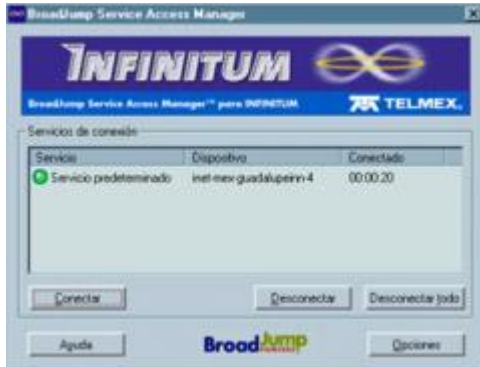 BroadJump Service Access Manager
INFINITUM
BroadJump Service Access Manager™ para INFINITUM
TELMEX.
Servicios de conexión
Servicio Dispositivo Conectado
Servicio predeterminado inet-mex-guadalupeinn-4 00:00:20
Conectar Desconectar Desconectar todo
Ayuda BroadJump Opciones